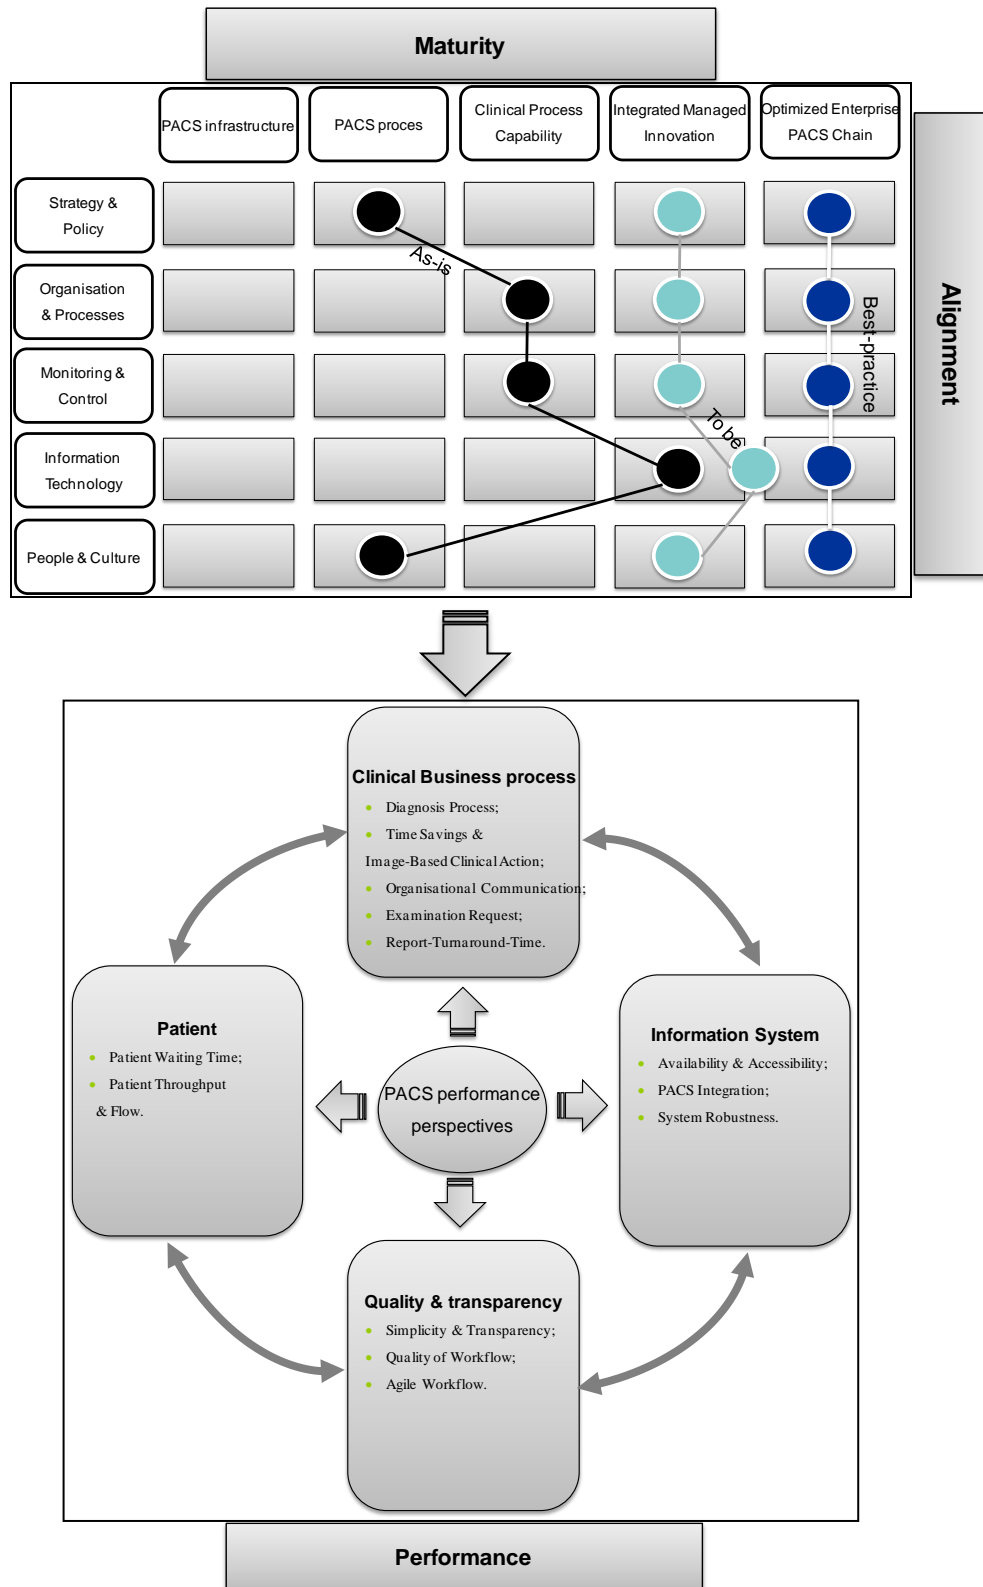 Maturity
PACS infrastructure
PACS proces
Clinical Process
Capability
Integrated Managed
Innovation
Optimized Enterprise
PACS Chain
Strategy &
Policy
Organisation
& Processes
Monitoring &
Control
Information
Technology
People & Culture
As-is
To be
Best-practice
Alignment
Clinical Business process
Diagnosis Process;
Time Savings &
Image-Based Clinical Action;
Organisational Communication;
Examination Request;
Report-Turnaround-Time.
Patient
Patient Waiting Time;
Patient Throughput
& Flow.
PACS performance
perspectives
Information System
Availability & Accessibility;
PACS Integration;
System Robustness.
Quality & transparency
Simplicity & Transparency;
Quality of Workflow;
Agile Workflow.
Performance